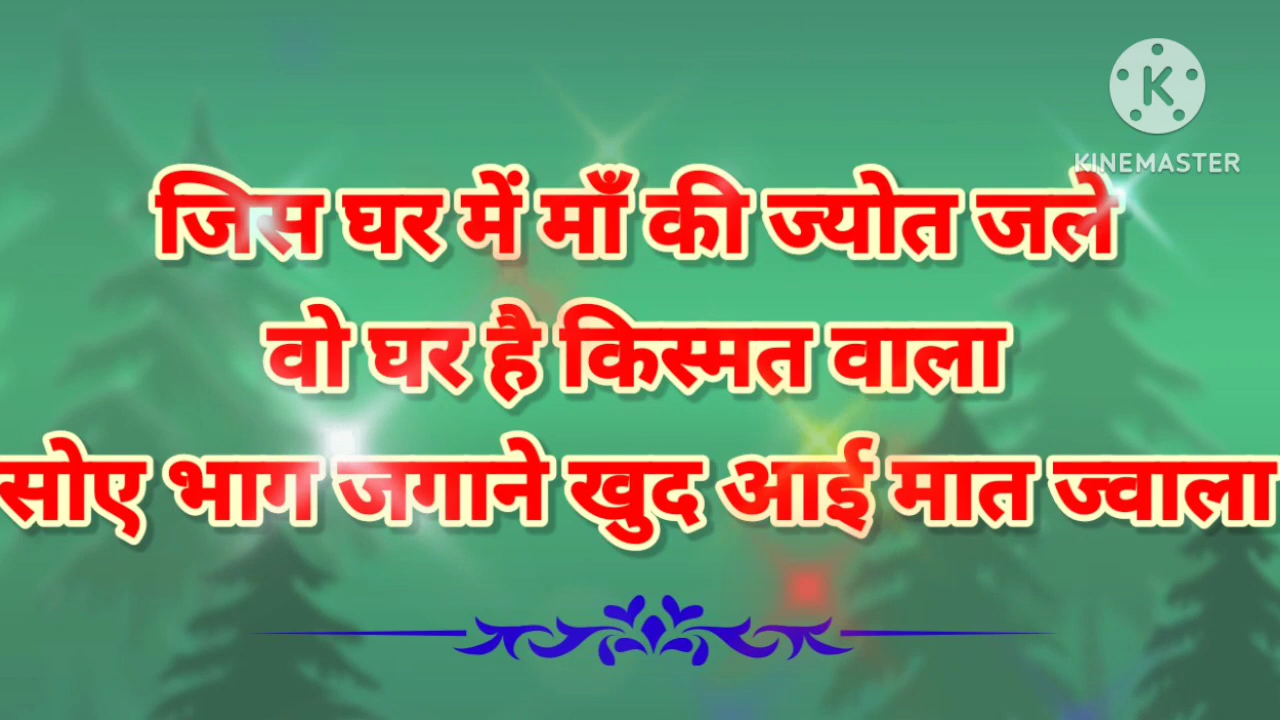 K
KINEMASTER
जिस घर में माँ की ज्योत जले
वो घर है किस्मत वाला
सोए भाग जगाने खुद आई मात ज्वाला